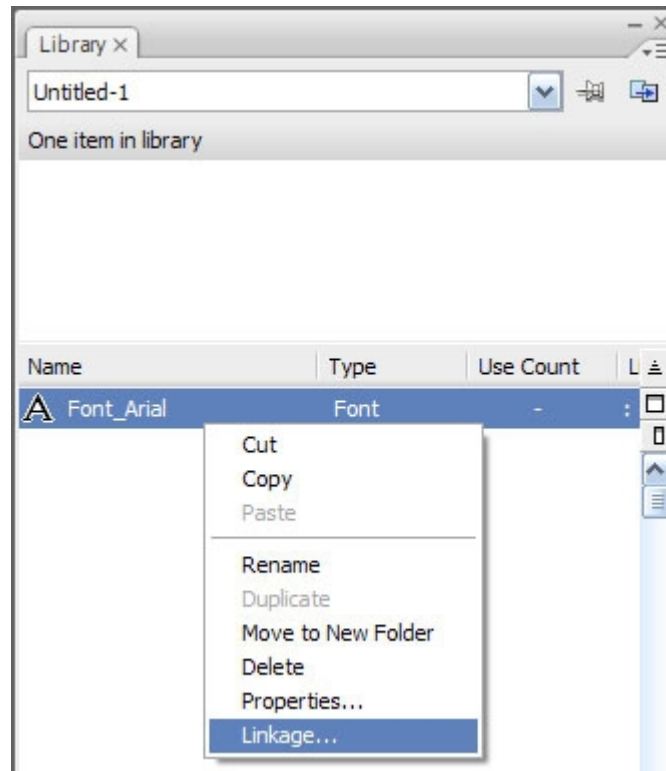 Library
Untitled-1
One item in library
Name Type Use Count L
A Font_Arial Font - :
Cut
Copy
Paste
Rename
Duplicate
Move to New Folder
Delete
Properties...
Linkage...